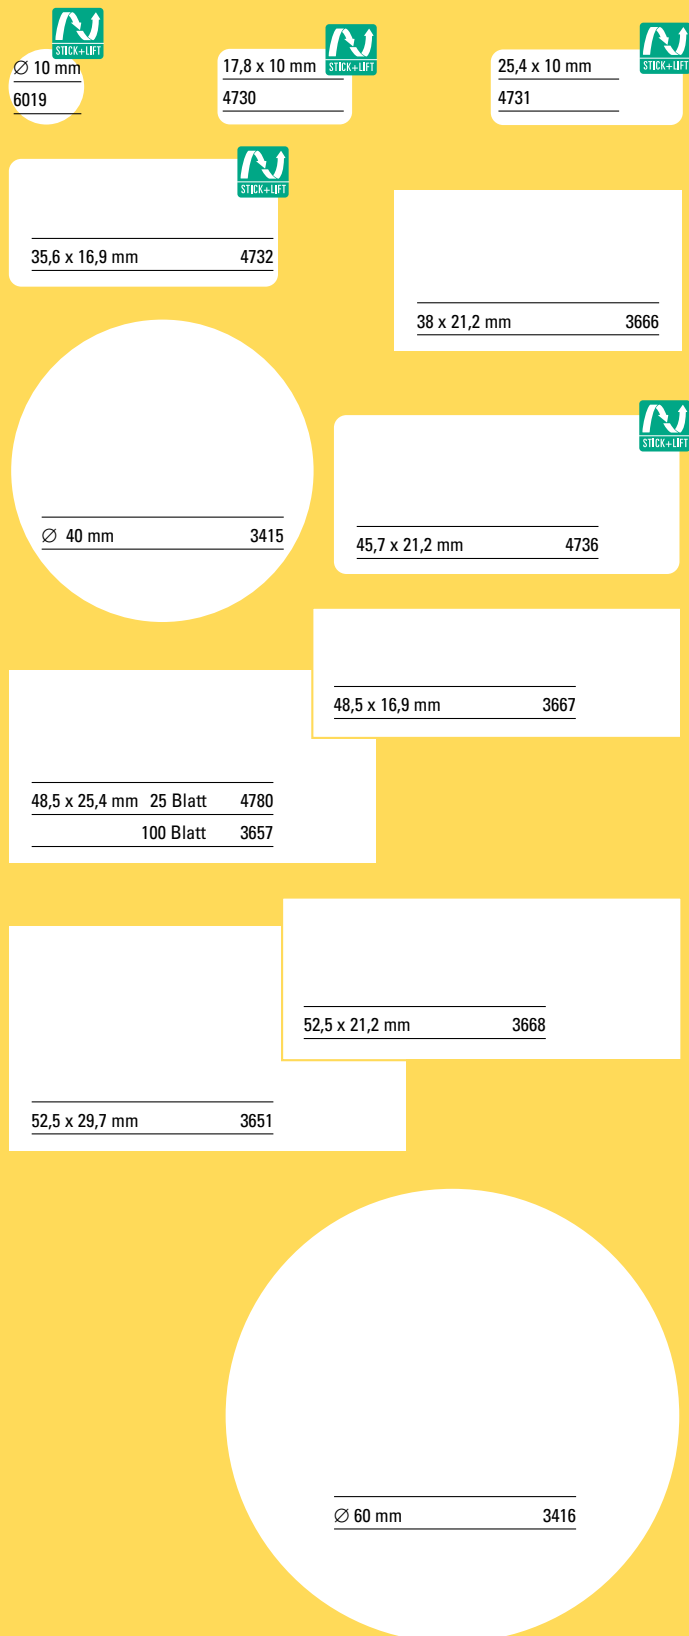 STICK+LIFT
Ø 10 mm
6019
STICK+LIFT
17,8 x 10 mm
4730
STICK+LIFT
25,4 x 10 mm
4731
STICK+LIFT
35,6 x 16,9 mm 4732
38 x 21,2 mm 3666
Ø 40 mm 3415
STICK+LIFT
45,7 x 21,2 mm 4736
48,5 x 16,9 mm 3667
48,5 x 25,4 mm 25 Blatt 4780
100 Blatt 3657
52,5 x 21,2 mm 3668
52,5 x 29,7 mm 3651
Ø 60 mm 3416